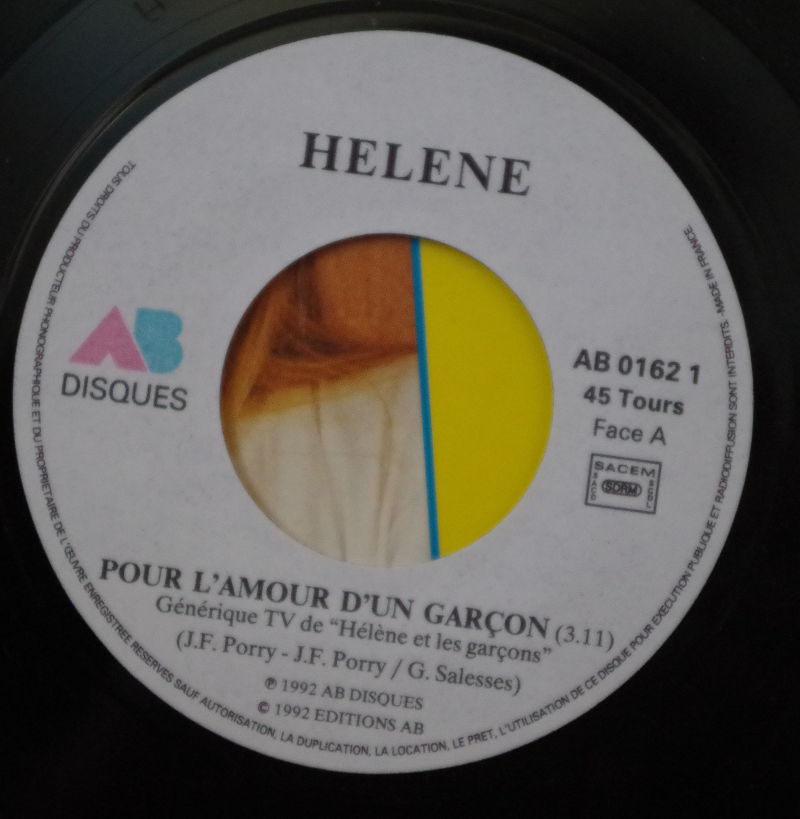 HELENE
AB
DISQUES
AB 0162 1
45 Tours
Face A
SACEM
SACD
SDRM
SGDL
POUR L'AMOUR D'UN GARÇON (3.11)
Générique TV de "Hélène et les garçons"
(J.F. Porry - J.F. Porry / G. Salesses)
℗ 1992 AB DISQUES
© 1992 EDITIONS AB
TOUS DROITS DU PRODUCTEUR PHONOGRAPHIQUE ET DU PROPRIETAIRE DE L'ŒUVRE ENREGISTREE RESERVES SAUF AUTORISATION, LA DUPLICATION, LA LOCATION, LE PRET, L'UTILISATION DE CE DISQUE POUR EXECUTION PUBLIQUE ET RADIODIFFUSION SONT INTERDITS. MADE IN FRANCE